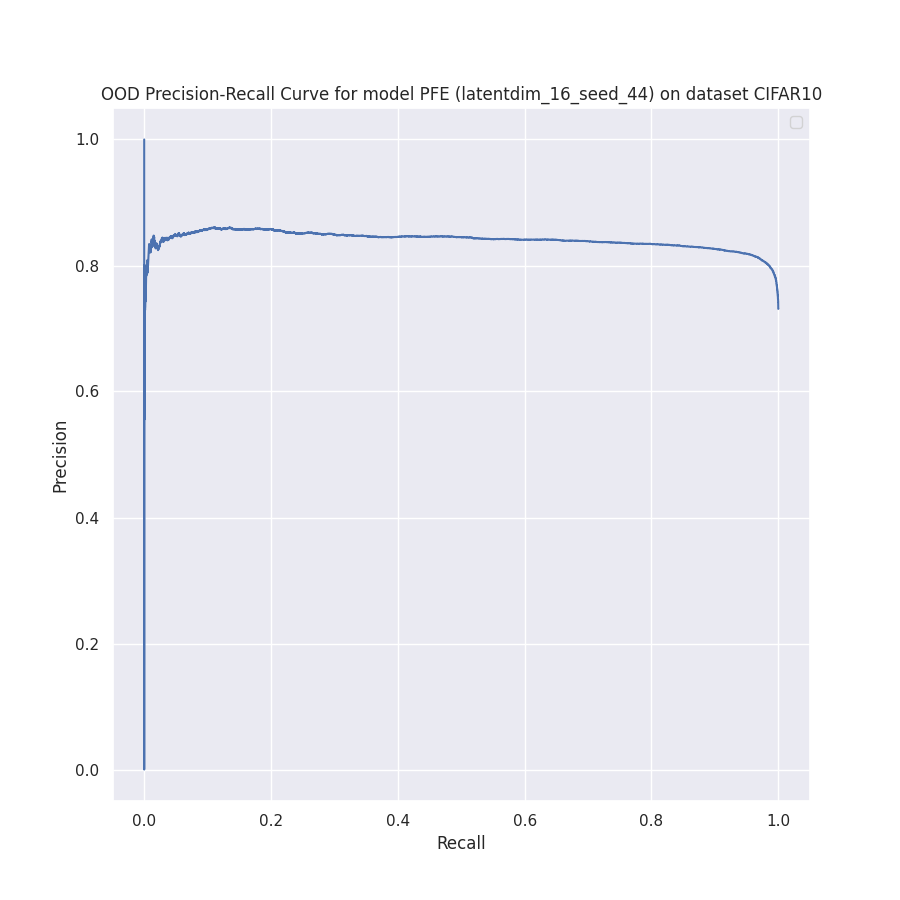 OOD Precision-Recall Curve for model PFE (latentdim_16_seed_44) on dataset CIFAR10
1.0
0.8
0.6
0.4
0.2
0.0
Precision
0.0 0.2 0.4 0.6 0.8 1.0
Recall